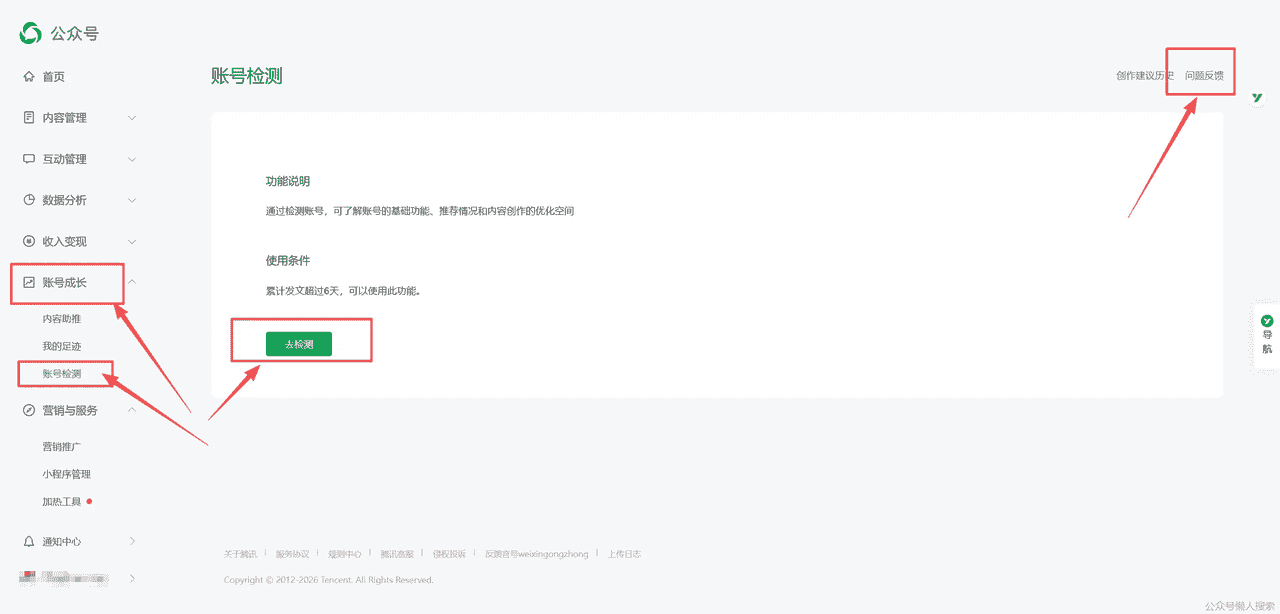 公众号
首页
内容管理
互动管理
数据分析
收入变现
账号成长
内容助推
我的足迹
账号检测
营销与服务
营销推广
小程序管理
加热工具
通知中心
账号检测
创作建议历史 问题反馈
功能说明
通过检测账号，可了解账号的基础功能、推荐情况和内容创作的优化空间
使用条件
累计发文超过6天，可以使用此功能。
去检测
导
航
关于腾讯 服务协议 规则中心 腾讯客服 侵权投诉 反馈官号weixingongzhong 上传日志
Copyright © 2012-2026 Tencent. All Rights Reserved.
公众号懒人搜索